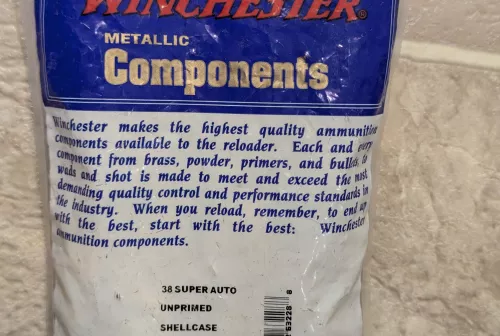 WINCHESTER®
METALLIC
Components
Winchester makes the highest quality ammunition
components available to the reloader. Each and every
component from brass, powder, primers, and bullets, to
wads and shot is made to meet and exceed the most
demanding quality control and performance standards in
the industry. When you reload, remember, to end up
with the best, start with the best: Winchester
ammunition components.
38 SUPER AUTO
UNPRIMED
SHELLCASE
53228 8